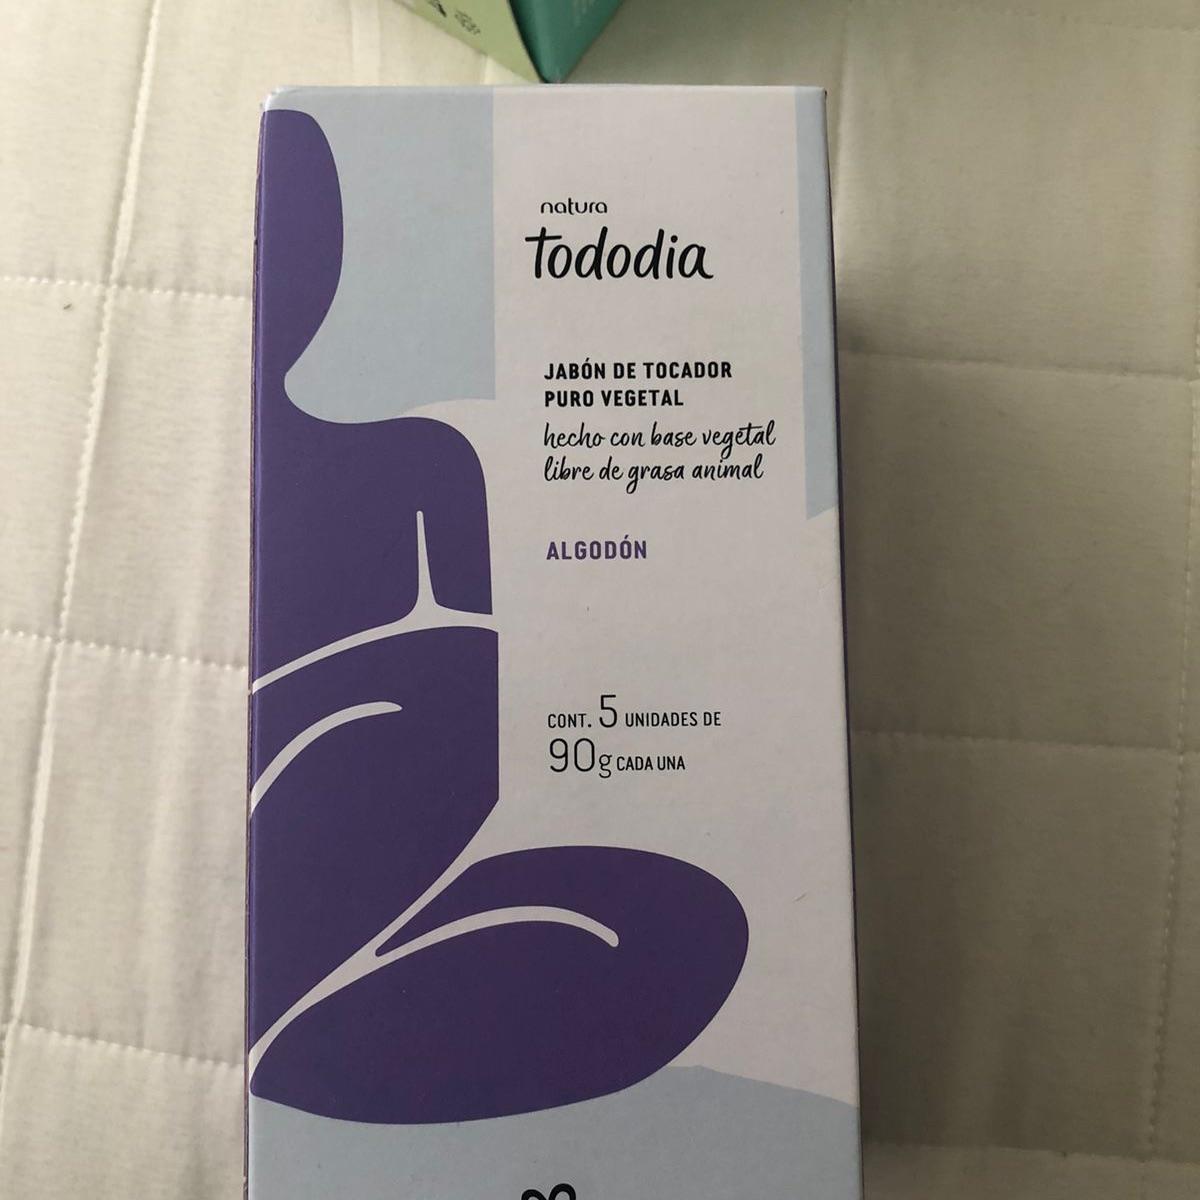 natura
Tododia
JABÓN DE TOCADOR
PURO VEGETAL
hecho con base vegetal
libre de grasa animal
ALGODÓN
CONT. 5 UNIDADES DE
90g CADA UNA